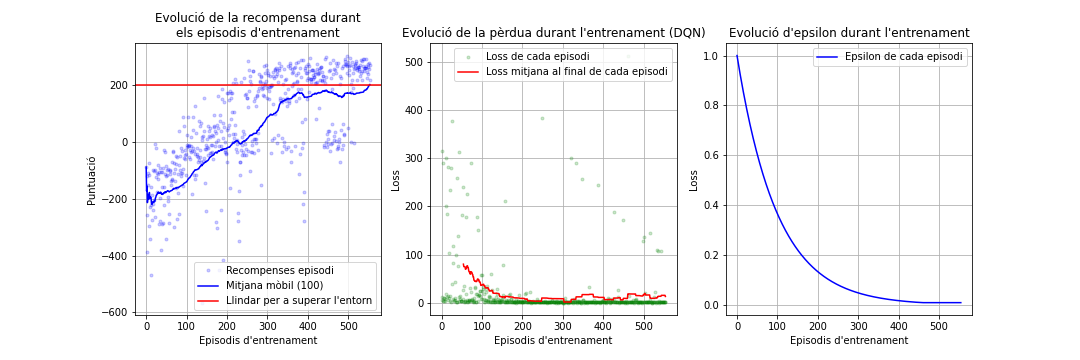 Evolució de la recompensa durant
els episodis d'entrenament
Puntuació
200
0
−200
−400
−600
0
100
200
300
400
500
Episodis d'entrenament
Recompenses episodi
Mitjana mòbil (100)
Llindar per a superar l'entorn
Evolució de la pèrdua durant l'entrenament (DQN)
Loss
500
400
300
200
100
0
0
100
200
300
400
500
Episodis d'entrenament
Loss de cada episodi
Loss mitjana al final de cada episodi
Evolució d'epsilon durant l'entrenament
Loss
1.0
0.8
0.6
0.4
0.2
0.0
0
100
200
300
400
500
Episodis d'entrenament
Epsilon de cada episodi